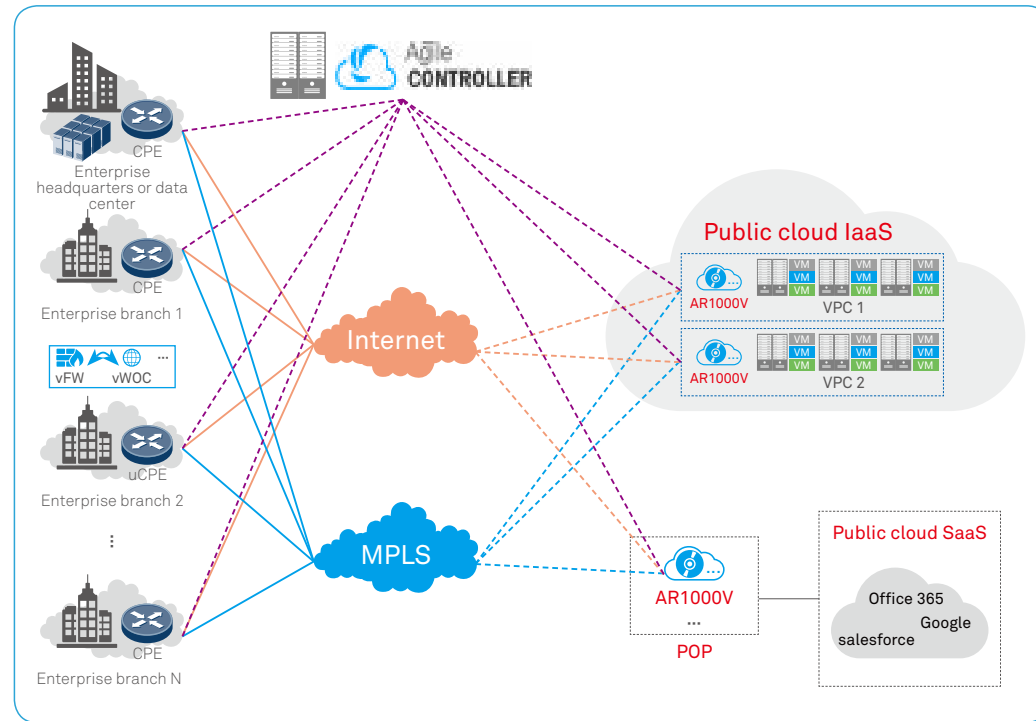 Agile
CONTROLLER
CPE
Enterprise
headquarters or data
center
CPE
Enterprise branch 1
...
vFW vWOC
uCPE
Enterprise branch 2
...
CPE
Enterprise branch N
Internet
MPLS
Public cloud IaaS
AR1000V
VM VM VM
VM VM VM
VM VM VM
VPC 1
AR1000V
VM VM VM
VM VM VM
VM VM VM
VPC 2
AR1000V
...
POP
Public cloud SaaS
Office 365
Google
salesforce